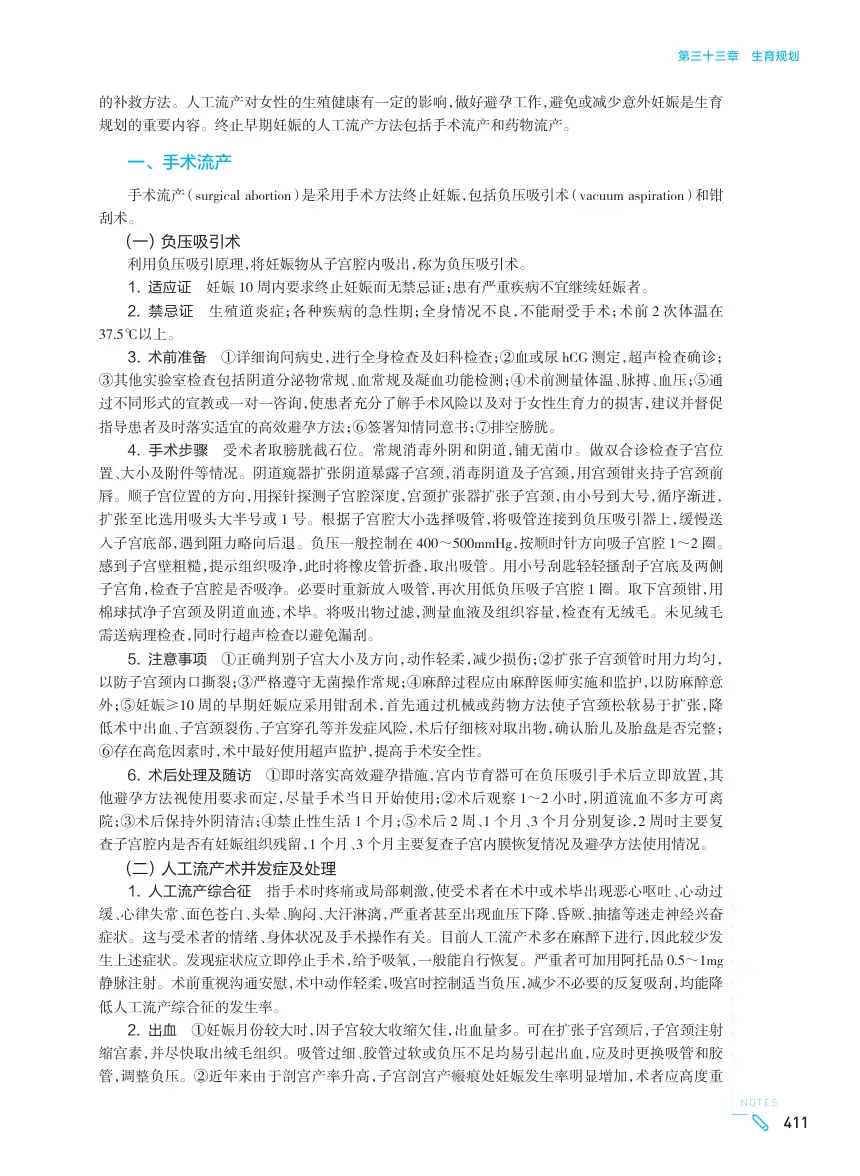 第三十三章 生育规划
的补救方法。人工流产对女性的生殖健康有一定的影响,做好避孕工作,避免或减少意外妊娠是生育
规划的重要内容。终止早期妊娠的人工流产方法包括手术流产和药物流产。
一、手术流产
手术流产(surgical abortion)是采用手术方法终止妊娠,包括负压吸引术(vacuum aspiration)和钳
刮术。
(一)负压吸引术
利用负压吸引原理,将妊娠物从子宫腔内吸出,称为负压吸引术。
1. 适应证 妊娠 10 周内要求终止妊娠而无禁忌证;患有严重疾病不宜继续妊娠者。
2. 禁忌证 生殖道炎症;各种疾病的急性期;全身情况不良,不能耐受手术;术前 2 次体温在
37.5℃以上。
3. 术前准备 ①详细询问病史,进行全身检查及妇科检查;②血或尿 hCG 测定,超声检查确诊;
③其他实验室检查包括阴道分泌物常规、血常规及凝血功能检测;④术前测量体温、脉搏、血压;⑤通
过不同形式的宣教或一对一咨询,使患者充分了解手术风险以及对于女性生育力的损害,建议并督促
指导患者及时落实适宜的高效避孕方法;⑥签署知情同意书;⑦排空膀胱。
4. 手术步骤 受术者取膀胱截石位。常规消毒外阴和阴道,铺无菌巾。做双合诊检查子宫位
置、大小及附件等情况。阴道窥器扩张阴道暴露子宫颈,消毒阴道及子宫颈,用宫颈钳夹持子宫颈前
唇。顺子宫位置的方向,用探针探测子宫腔深度,宫颈扩张器扩张子宫颈,由小号到大号,循序渐进,
扩张至比选用吸头大半号或 1 号。根据子宫腔大小选择吸管,将吸管连接到负压吸引器上,缓慢送
入子宫底部,遇到阻力略向后退。负压一般控制在 400～500mmHg,按顺时针方向吸子宫腔 1～2 圈。
感到子宫壁粗糙,提示组织吸净,此时将橡皮管折叠,取出吸管。用小号刮匙轻轻搔刮子宫底及两侧
子宫角,检查子宫腔是否吸净。必要时重新放入吸管,再次用低负压吸子宫腔 1 圈。取下宫颈钳,用
棉球拭净子宫颈及阴道血迹,术毕。将吸出物过滤,测量血液及组织容量,检查有无绒毛。未见绒毛
需送病理检查,同时行超声检查以避免漏刮。
5. 注意事项 ①正确判别子宫大小及方向,动作轻柔,减少损伤;②扩张子宫颈管时用力均匀,
以防子宫颈内口撕裂;③严格遵守无菌操作常规;④麻醉过程应由麻醉医师实施和监护,以防麻醉意
外;⑤妊娠≥10 周的早期妊娠应采用钳刮术,首先通过机械或药物方法使子宫颈松软易于扩张,降
低术中出血、子宫颈裂伤、子宫穿孔等并发症风险,术后仔细核对取出物,确认胎儿及胎盘是否完整;
⑥存在高危因素时,术中最好使用超声监护,提高手术安全性。
6. 术后处理及随访 ①即时落实高效避孕措施,宫内节育器可在负压吸引手术后立即放置,其
他避孕方法视使用要求而定,尽量手术当日开始使用;②术后观察 1～2 小时,阴道流血不多方可离
院;③术后保持外阴清洁;④禁止性生活 1 个月;⑤术后 2 周、1 个月、3 个月分别复诊,2 周时主要复
查子宫腔内是否有妊娠组织残留,1 个月、3 个月主要复查子宫内膜恢复情况及避孕方法使用情况。
(二)人工流产术并发症及处理
1. 人工流产综合征 指手术时疼痛或局部刺激,使受术者在术中或术毕出现恶心呕吐、心动过
缓、心律失常、面色苍白、头晕、胸闷、大汗淋漓,严重者甚至出现血压下降、昏厥、抽搐等迷走神经兴奋
症状。这与受术者的情绪、身体状况及手术操作有关。目前人工流产术多在麻醉下进行,因此较少发
生上述症状。发现症状应立即停止手术,给予吸氧,一般能自行恢复。严重者可加用阿托品 0.5～1mg
静脉注射。术前重视沟通安慰,术中动作轻柔,吸宫时控制适当负压,减少不必要的反复吸刮,均能降
低人工流产综合征的发生率。
2. 出血 ①妊娠月份较大时,因子宫较大收缩欠佳,出血量多。可在扩张子宫颈后,子宫颈注射
缩宫素,并尽快取出绒毛组织。吸管过细、胶管过软或负压不足均易引起出血,应及时更换吸管和胶
管,调整负压。②近年来由于剖宫产率升高,子宫剖宫产瘢痕处妊娠发生率明显增加,术者应高度重
NOTES
411